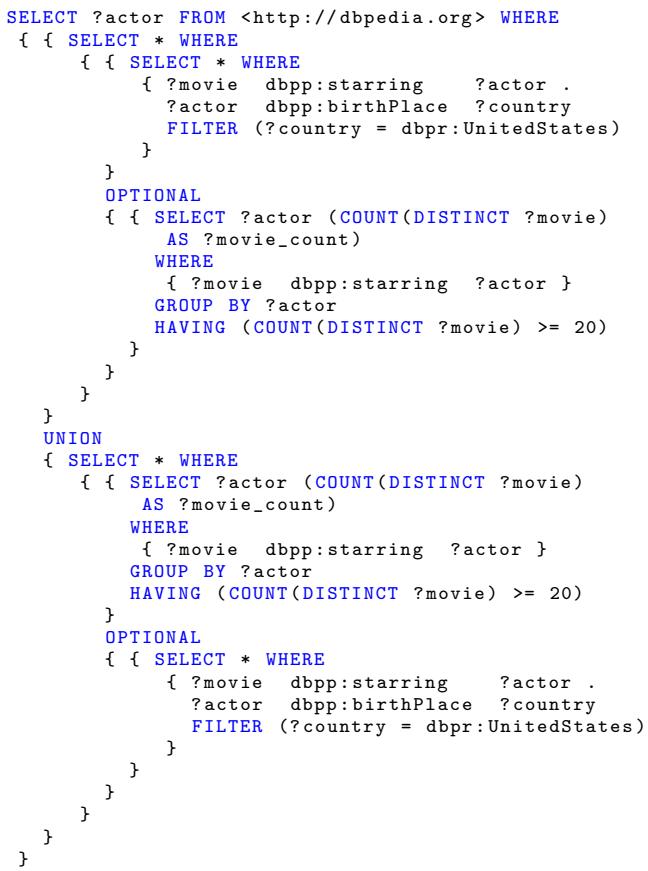 SELECT ?actor FROM <http://dbpedia.org> WHERE
{ { SELECT * WHERE
{ { SELECT * WHERE
{ ?movie dbpp:starring ?actor .
?actor dbpp:birthPlace ?country
FILTER (?country = dbpr:UnitedStates)
}
}
OPTIONAL
{ { SELECT ?actor (COUNT(DISTINCT ?movie)
AS ?movie_count)
WHERE
{ ?movie dbpp:starring ?actor }
GROUP BY ?actor
HAVING (COUNT(DISTINCT ?movie) >= 20)
}
}
}
}
UNION
{ SELECT * WHERE
{ { SELECT ?actor (COUNT(DISTINCT ?movie)
AS ?movie_count)
WHERE
{ ?movie dbpp:starring ?actor }
GROUP BY ?actor
HAVING (COUNT(DISTINCT ?movie) >= 20)
}
OPTIONAL
{ { SELECT * WHERE
{ ?movie dbpp:starring ?actor .
?actor dbpp:birthPlace ?country
FILTER (?country = dbpr:UnitedStates)
}
}
}
}
}
}